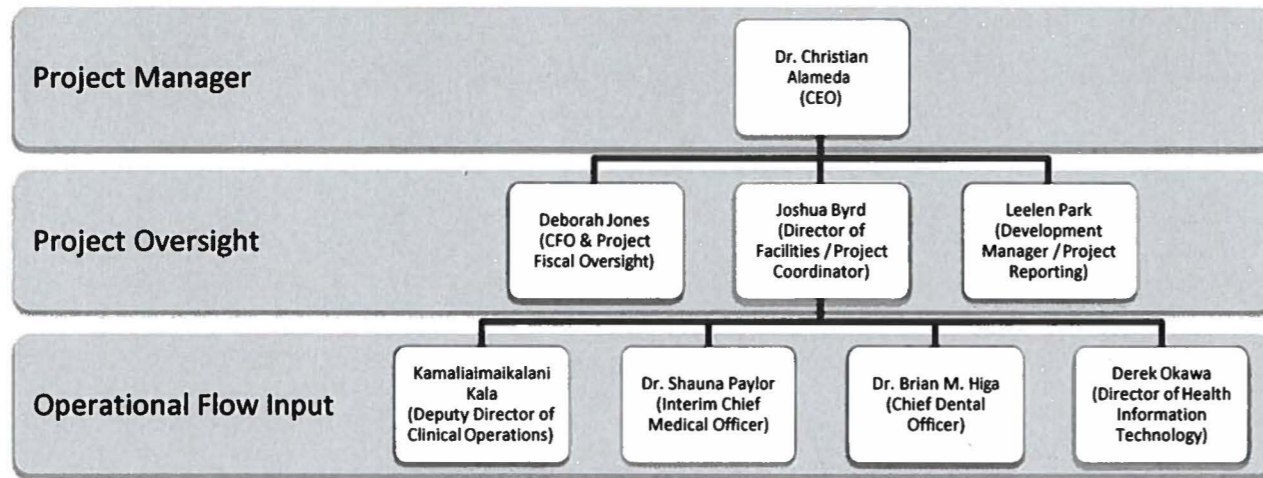 Project Manager
Dr. Christian
Alameda
(CEO)
Project Oversight
Deborah Jones
(CFO & Project
Fiscal Oversight)
Joshua Byrd
(Director of
Facilities / Project
Coordinator)
Leelen Park
(Development
Manager / Project
Reporting)
Operational Flow Input
Kamaliaimaikalani
Kala
(Deputy Director of
Clinical Operations)
Dr. Shauna Paylor
(Interim Chief
Medical Officer)
Dr. Brian M. Higa
(Chief Dental
Officer)
Derek Okawa
(Director of Health
Information
Technology)